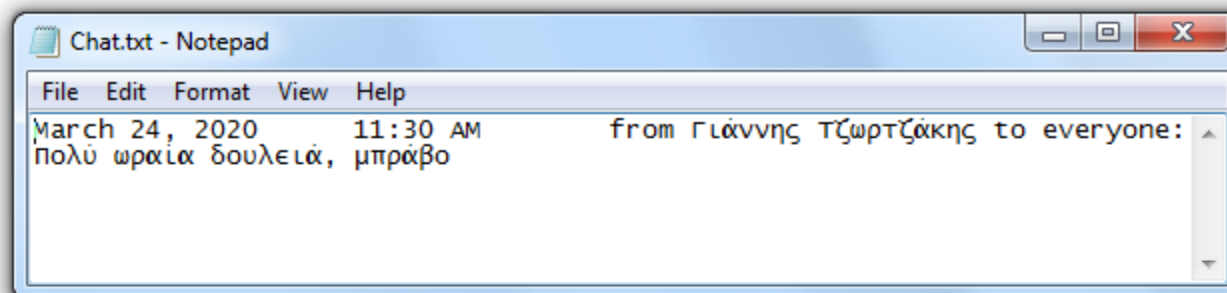 Chat.txt - Notepad
File Edit Format View Help
March 24, 2020 11:30 AM from Γιάννης Τζωρτζάκης to everyone:
Πολύ ωραία δουλειά, μπράβο